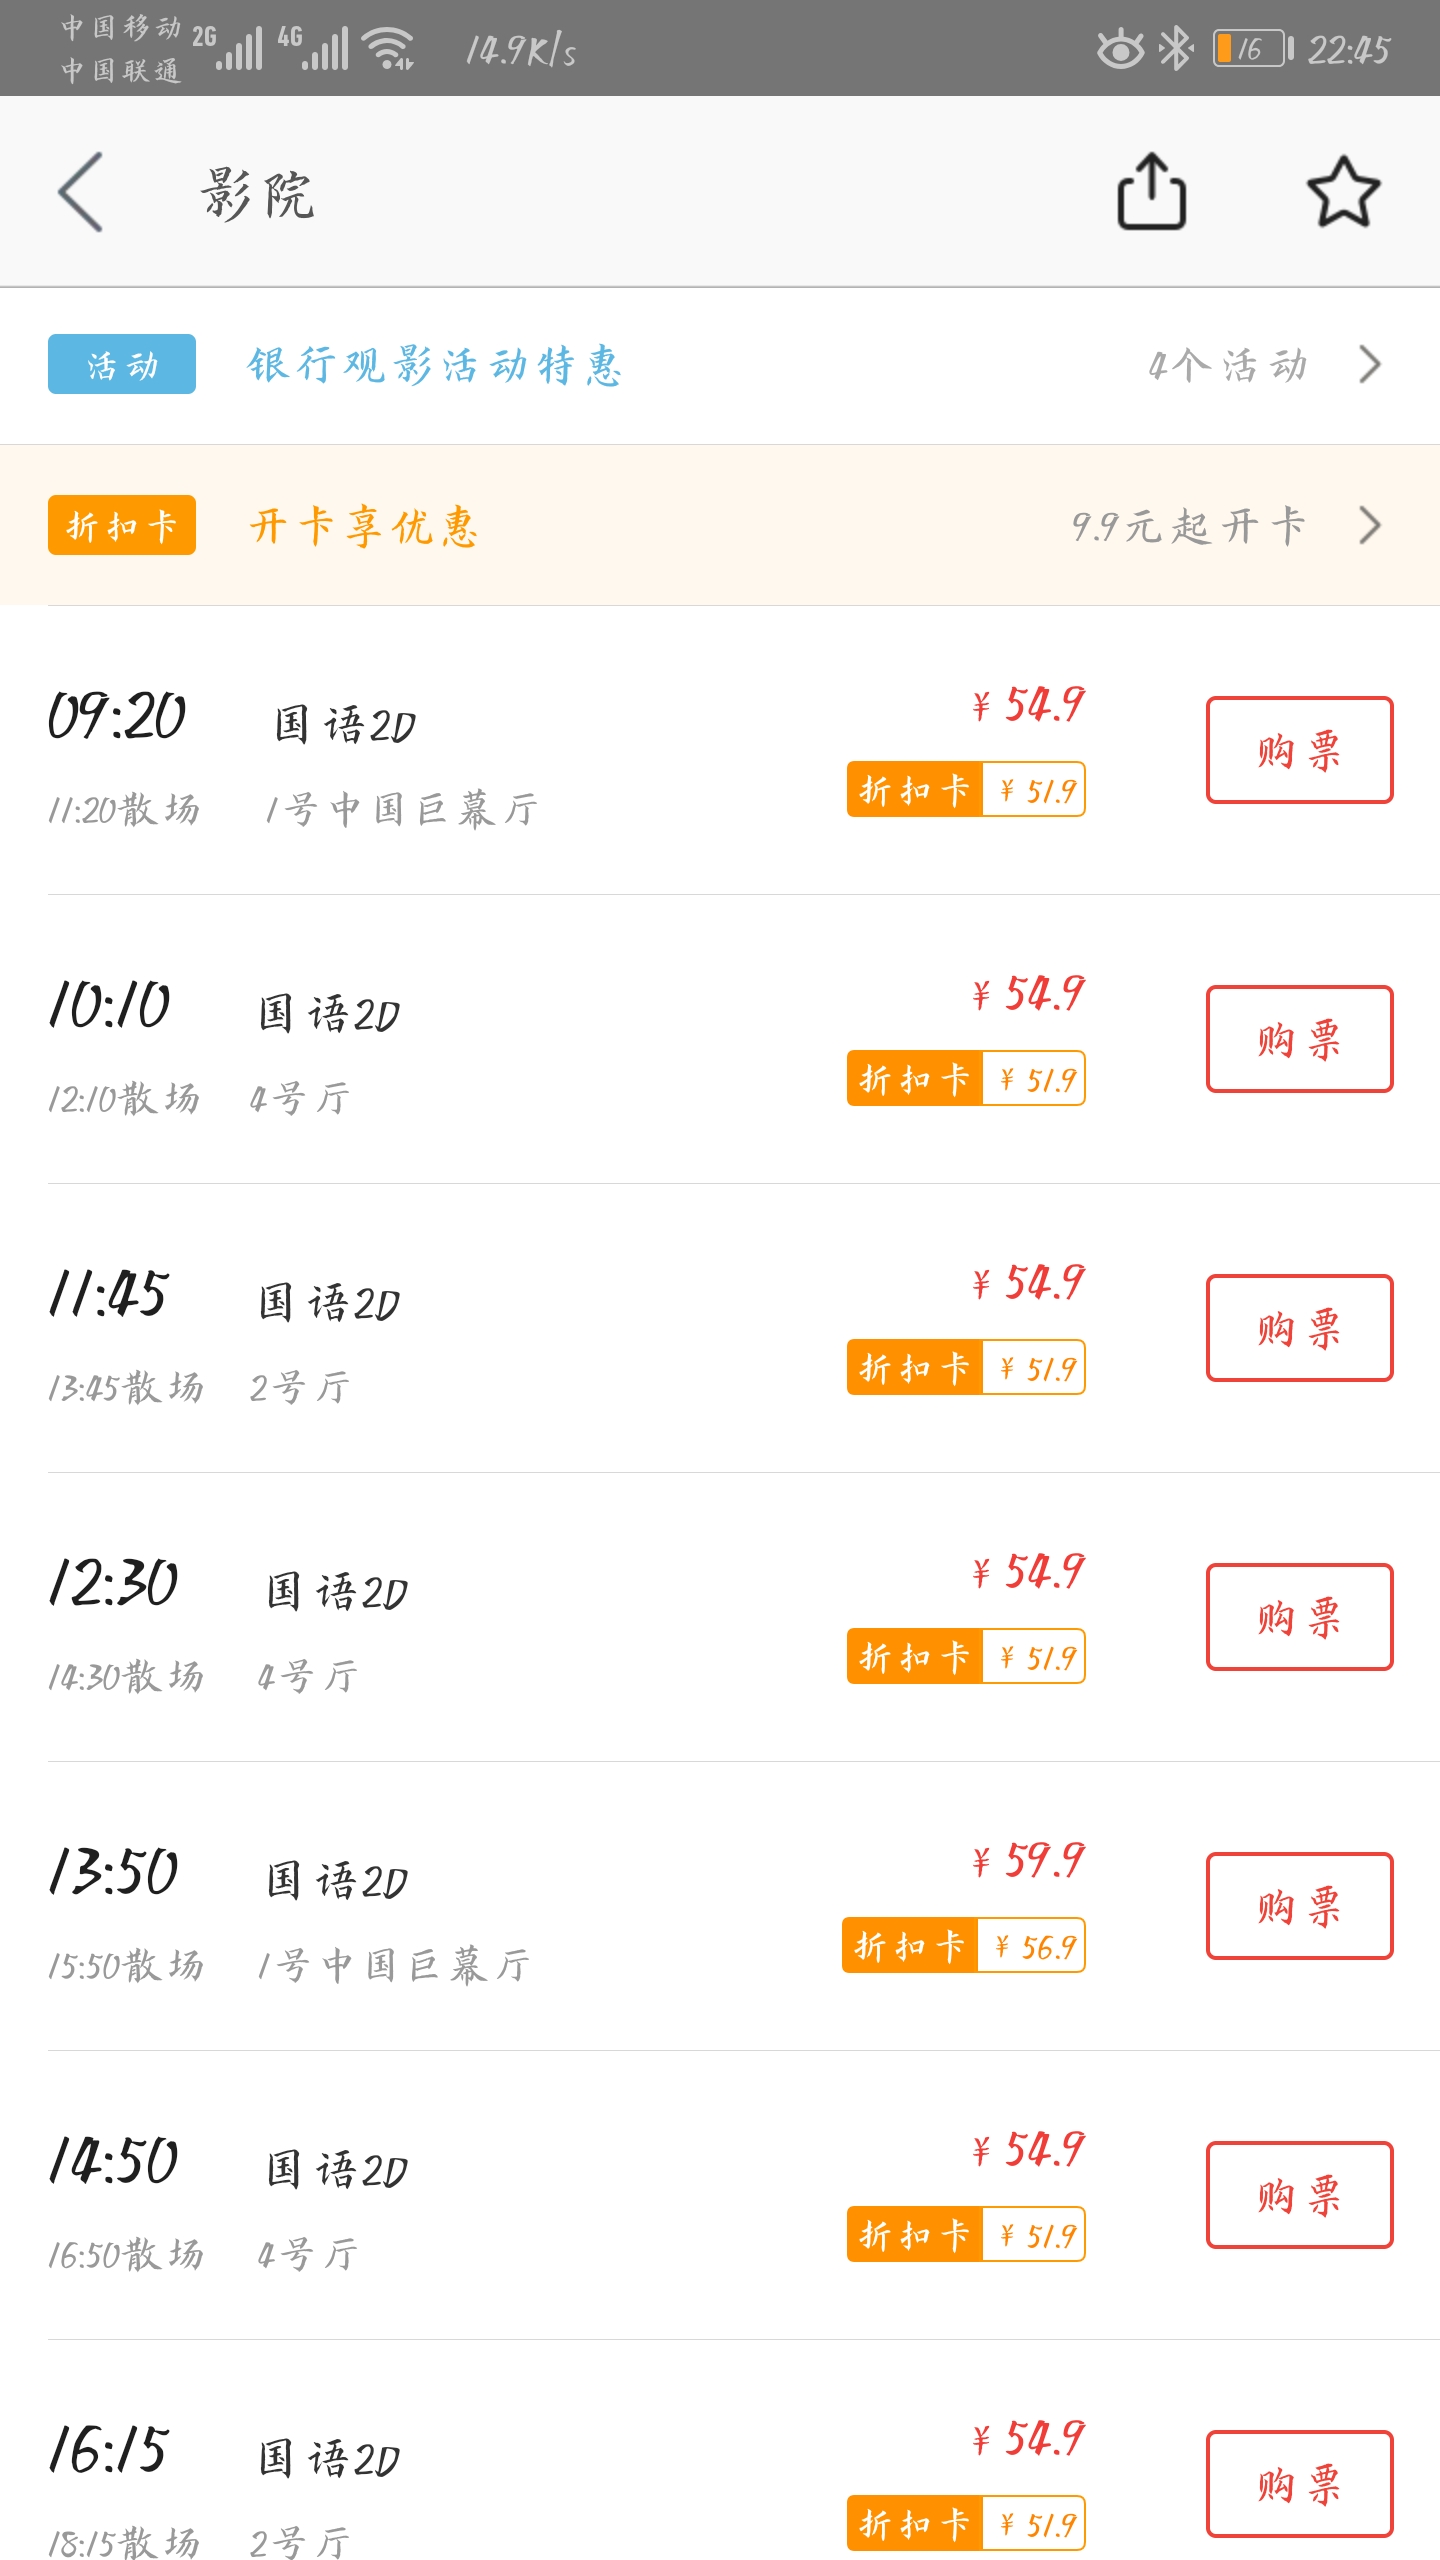 中国移动 2G 4G 14.9K/s 16 22:45
中国联通
影院
活动 银行观影活动特惠 4个活动
折扣卡 开卡享优惠 9.9元起开卡
09:20 国语2D ¥ 54.9 购票
11:20散场 1号中国巨幕厅 折扣卡 ¥ 51.9
10:10 国语2D ¥ 54.9 购票
12:10散场 4号厅 折扣卡 ¥ 51.9
11:45 国语2D ¥ 54.9 购票
13:45散场 2号厅 折扣卡 ¥ 51.9
12:30 国语2D ¥ 54.9 购票
14:30散场 4号厅 折扣卡 ¥ 51.9
13:50 国语2D ¥ 59.9 购票
15:50散场 1号中国巨幕厅 折扣卡 ¥ 56.9
14:50 国语2D ¥ 54.9 购票
16:50散场 4号厅 折扣卡 ¥ 51.9
16:15 国语2D ¥ 54.9 购票
18:15散场 2号厅 折扣卡 ¥ 51.9